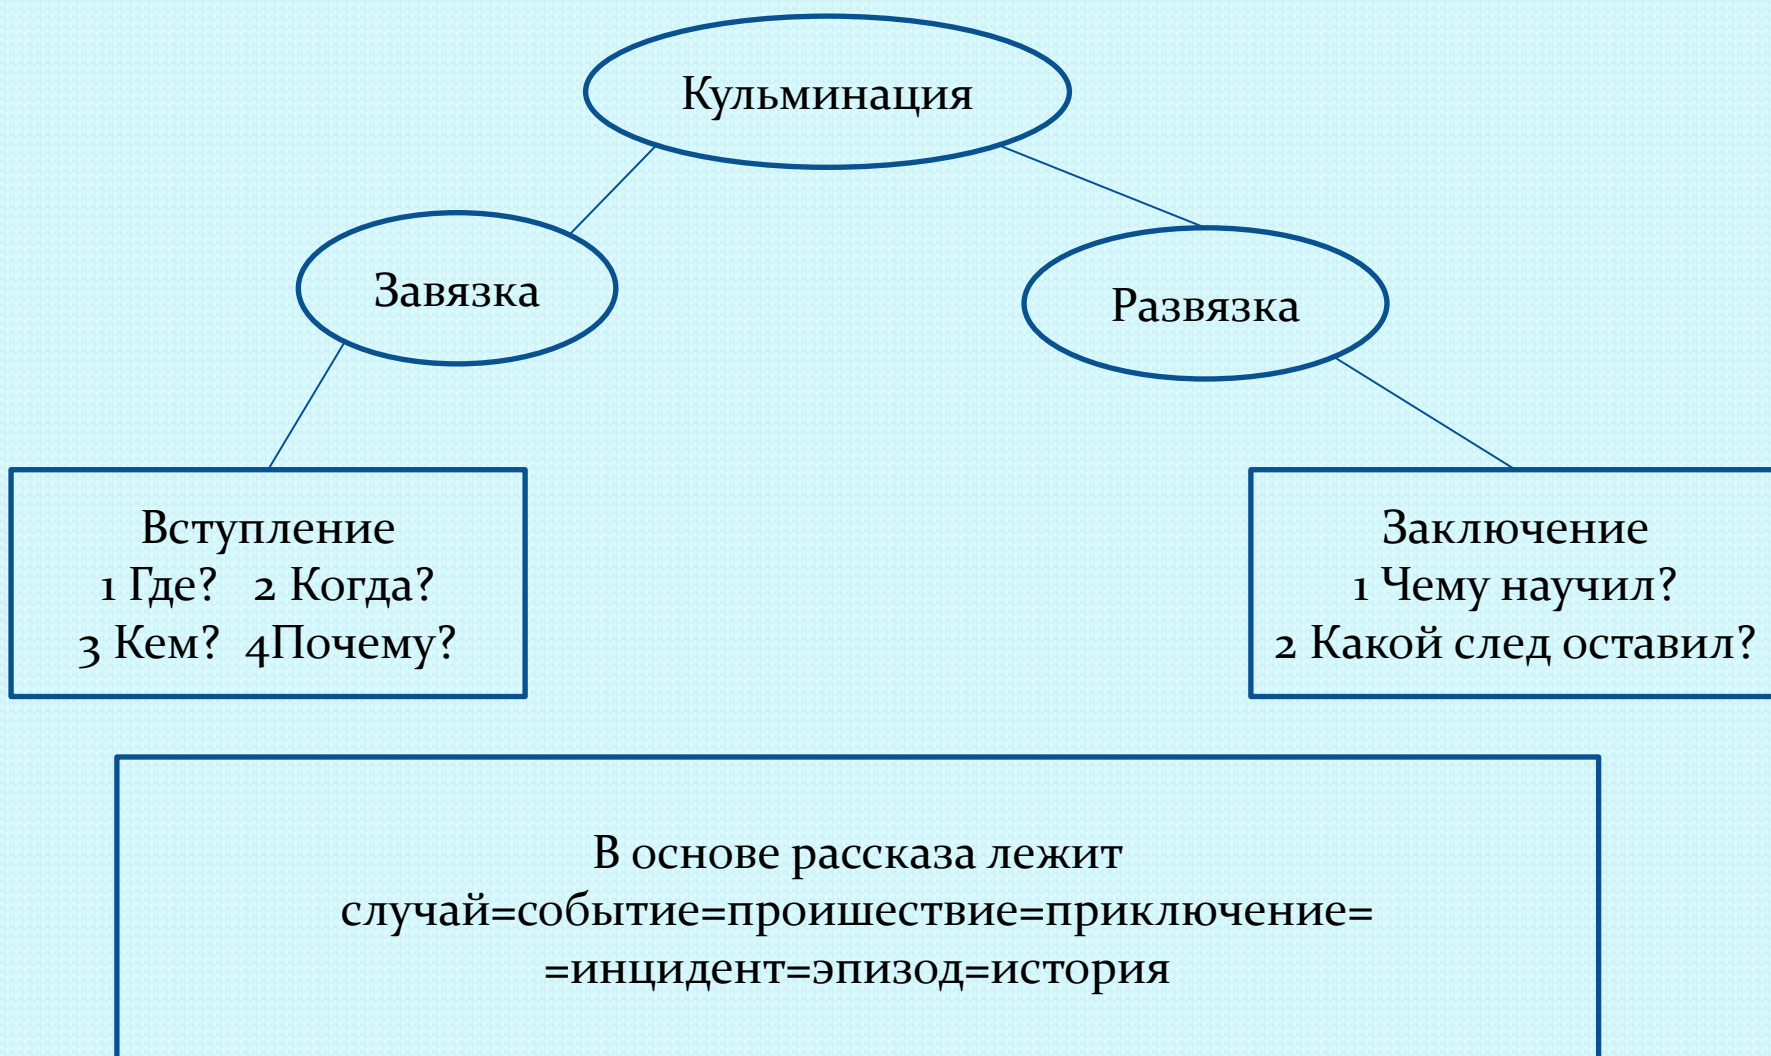 Кульминация
Завязка
Развязка
Вступление
1 Где? 2 Когда?
3 Кем? 4Почему?
Заключение
1 Чему научил?
2 Какой след оставил?
В основе рассказа лежит
случай=событие=проишествие=приключение=
=инцидент=эпизод=история